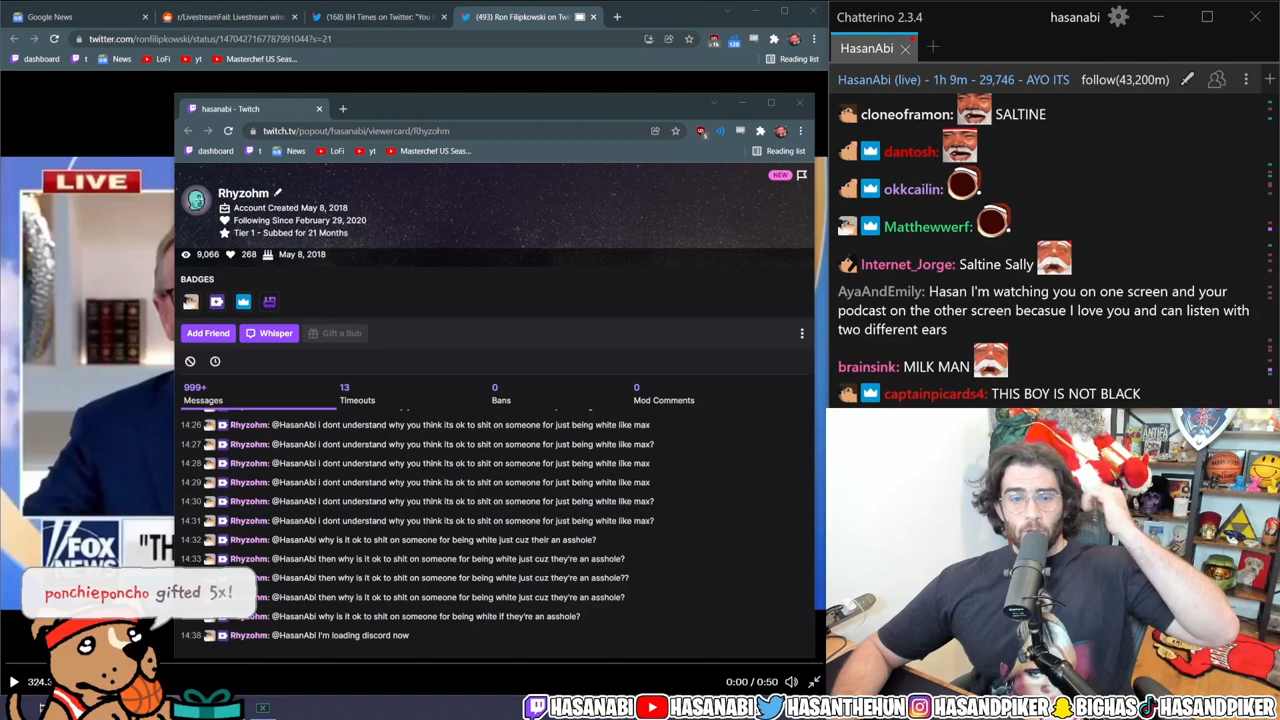 Google News
r/LivestreamFail: Livestream wins
(168) BH Times on Twitter: "You
(493) Ron Filipkowski on Twi
twitter.com/ronfilipkowski/status/1470427167787991044?s=21
dashboard
t
News
LoFi
yt
Masterchef US Seas...
Reading list
hasanabi - Twitch
twitch.tv/popout/hasanabi/viewercard/Rhyzohm
dashboard
t
News
LoFi
yt
Masterchef US Seas...
Reading list
LIVE
NEW
Rhyzohm
Account Created May 8, 2018
Following Since February 29, 2020
Tier 1 - Subbed for 21 Months
9,066
268
May 8, 2018
BADGES
Add Friend
Whisper
Gift a Sub
999+
Messages
13
Timeouts
0
Bans
0
Mod Comments
14:26 Rhyzohm: @HasanAbi i dont understand why you think its ok to shit on someone for just being white like max
14:27 Rhyzohm: @HasanAbi i dont understand why you think its ok to shit on someone for just being white like max?
14:28 Rhyzohm: @HasanAbi i dont understand why you think its ok to shit on someone for just being white like max
14:29 Rhyzohm: @HasanAbi i dont understand why you think its ok to shit on someone for just being white like max
14:30 Rhyzohm: @HasanAbi i dont understand why you think its ok to shit on someone for just being white like max?
14:31 Rhyzohm: @HasanAbi i dont understand why you think its ok to shit on someone for just being white like max?
14:32 Rhyzohm: @HasanAbi why is it ok to shit on someone for being white just cuz their an asshole?
14:33 Rhyzohm: @HasanAbi then why is it ok to shit on someone for being white just cuz they're an asshole?
Rhyzohm: @HasanAbi then why is it ok to shit on someone for being white just cuz they're an asshole??
Rhyzohm: @HasanAbi then why is it ok to shit on someone for being white just cuz they're an asshole?
Rhyzohm: @HasanAbi why is it ok to shit on someone for being white if they're an asshole?
14:38 Rhyzohm: @HasanAbi I'm loading discord now
FOX
NEWS
"TH
panchiepancho gifted 5x!
324.3
0:00 / 0:50
Chatterino 2.3.4
hasanabi
HasanAbi
HasanAbi (live) - 1h 9m - 29,746 - AYO ITS
follow(43,200m)
cloneoframon: SALTINE
dantosh:
okkcailin:
Matthewwerf:
Internet_Jorge: Saltine Sally
AyaAndEmily: Hasan I'm watching you on one screen and your
podcast on the other screen becasue I love you and can listen with
two different ears
brainsink: MILK MAN
captainpicards4: THIS BOY IS NOT BLACK
HASANABI
HASANABI
HASANTHEHUN
HASANDPIKER
BIGHAS
HASANDPIKER